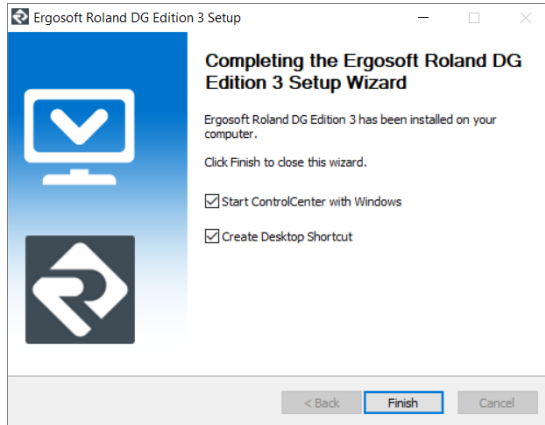 Ergosoft Roland DG Edition 3 Setup
Completing the Ergosoft Roland DG
Edition 3 Setup Wizard
Ergosoft Roland DG Edition 3 has been installed on your
computer.
Click Finish to close this wizard.
Start ControlCenter with Windows
Create Desktop Shortcut
< Back
Finish
Cancel